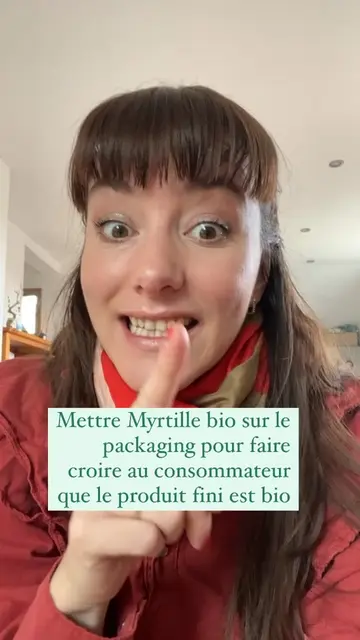 Mettre Myrtille bio sur le
packaging pour faire
croire au consommateur
que le produit fini est bio